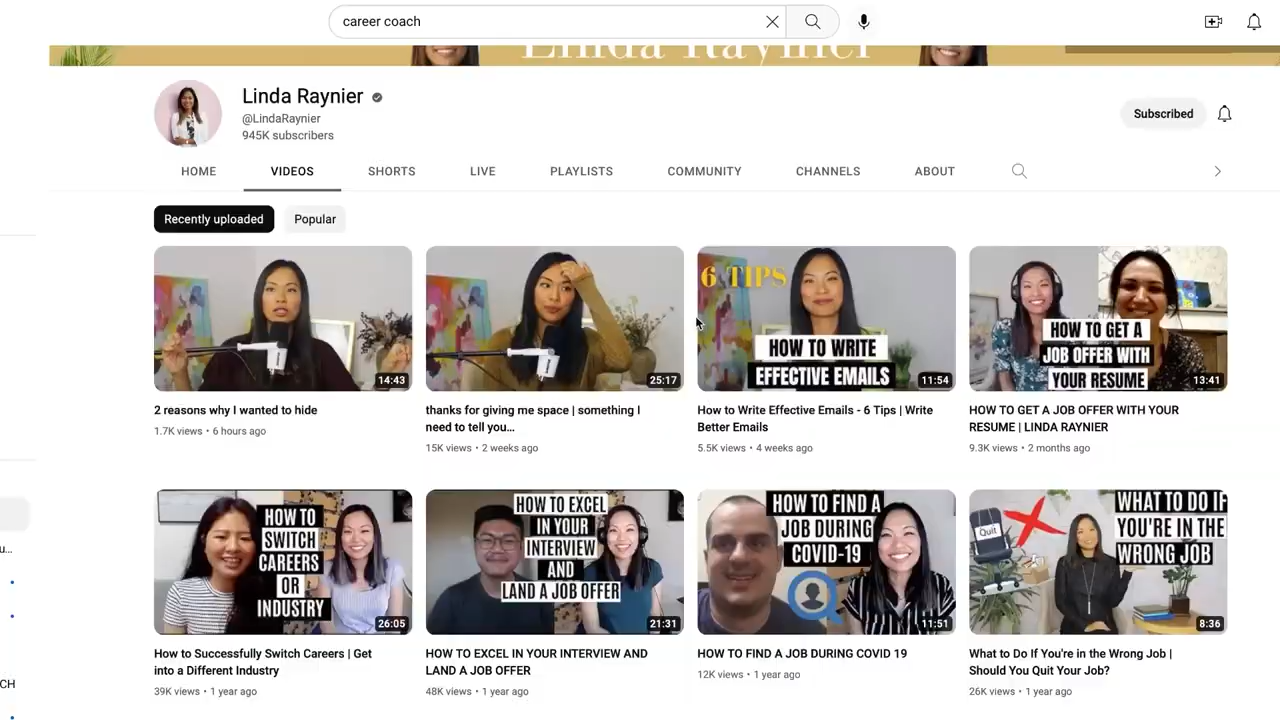 career coach
Linda Raynier
Linda Raynier
@LindaRaynier
945K subscribers
Subscribed
HOME VIDEOS SHORTS LIVE PLAYLISTS COMMUNITY CHANNELS ABOUT
Recently uploaded Popular
14:43
2 reasons why I wanted to hide
1.7K views • 6 hours ago
25:17
thanks for giving me space | something I
need to tell you...
15K views • 2 weeks ago
6 TIPS
HOW TO WRITE
EFFECTIVE EMAILS
11:54
How to Write Effective Emails - 6 Tips | Write
Better Emails
5.5K views • 4 weeks ago
HOW TO GET A
JOB OFFER WITH
YOUR RESUME
13:41
HOW TO GET A JOB OFFER WITH YOUR
RESUME | LINDA RAYNIER
9.3K views • 2 months ago
u...
HOW TO
SWITCH
CAREERS
OR
INDUSTRY
26:05
How to Successfully Switch Careers | Get
into a Different Industry
39K views • 1 year ago
HOW TO EXCEL
IN YOUR
INTERVIEW
AND
LAND A JOB OFFER
21:31
HOW TO EXCEL IN YOUR INTERVIEW AND
LAND A JOB OFFER
48K views • 1 year ago
HOW TO FIND A
JOB DURING
COVID-19
11:51
HOW TO FIND A JOB DURING COVID 19
12K views • 1 year ago
Quit
WHAT TO DO IF
YOU'RE IN THE
WRONG JOB
8:36
What to Do If You're in the Wrong Job |
Should You Quit Your Job?
26K views • 1 year ago
CH